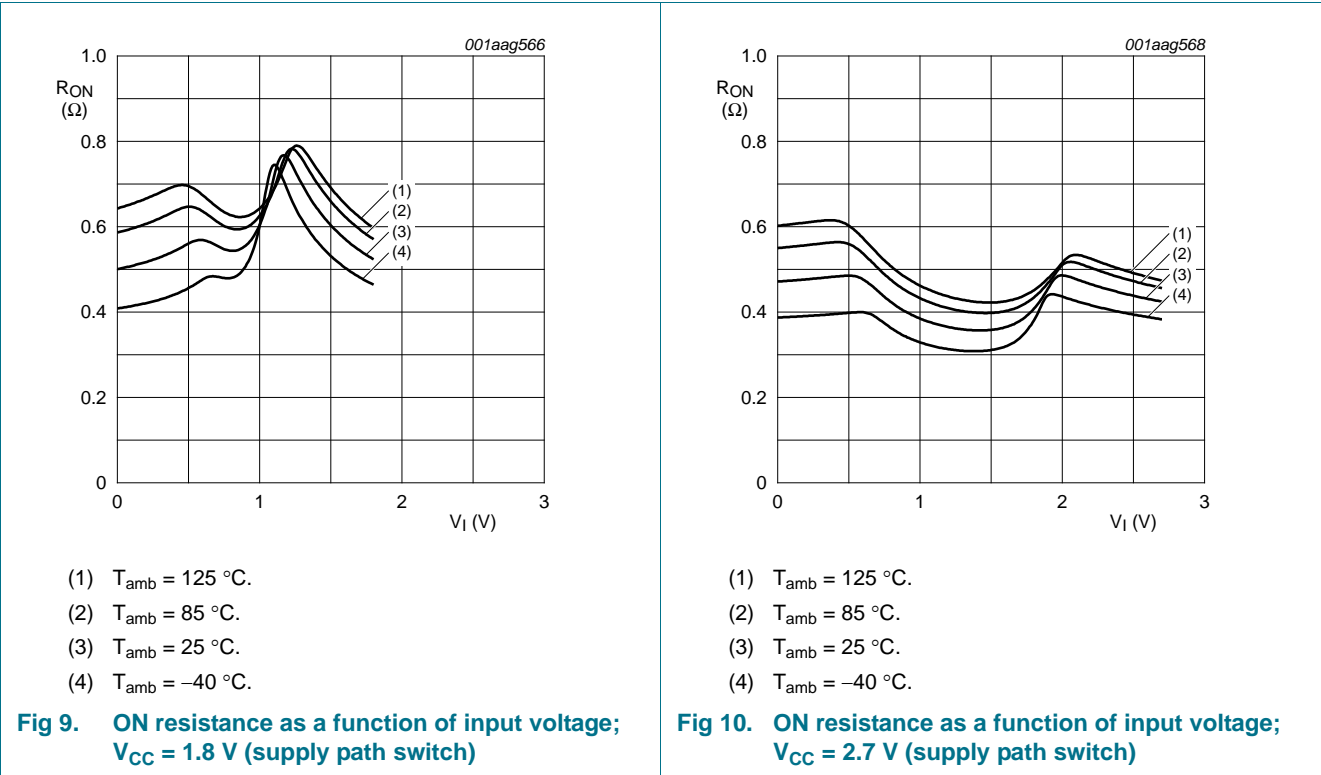 001aag566
1.0
RON
(Ω)
0.8
0.6
0.4
0.2
0
(1)
(2)
(3)
(4)
0
1
2
3
VI (V)
(1) Tamb = 125 °C.
(2) Tamb = 85 °C.
(3) Tamb = 25 °C.
(4) Tamb = −40 °C.
Fig 9. ON resistance as a function of input voltage;
VCC = 1.8 V (supply path switch)
001aag568
1.0
RON
(Ω)
0.8
0.6
0.4
0.2
0
(1)
(2)
(3)
(4)
0
1
2
3
VI (V)
(1) Tamb = 125 °C.
(2) Tamb = 85 °C.
(3) Tamb = 25 °C.
(4) Tamb = −40 °C.
Fig 10. ON resistance as a function of input voltage;
VCC = 2.7 V (supply path switch)